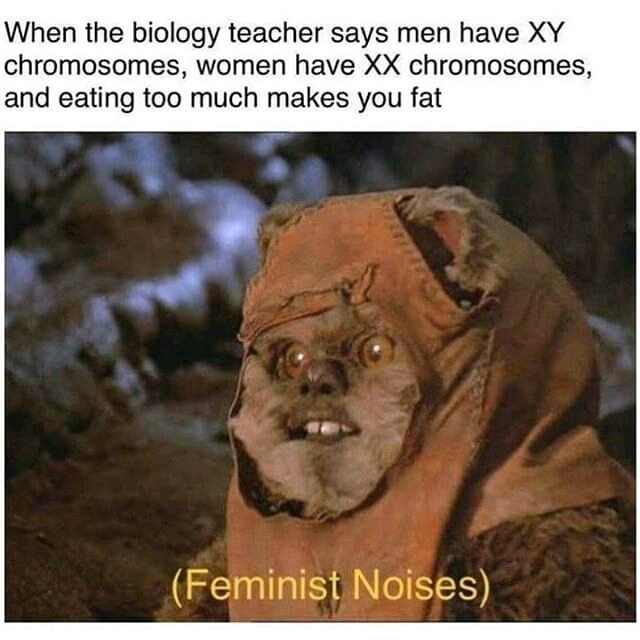 When the biology teacher says men have XY
chromosomes, women have XX chromosomes,
and eating too much makes you fat
(Feminist Noises)